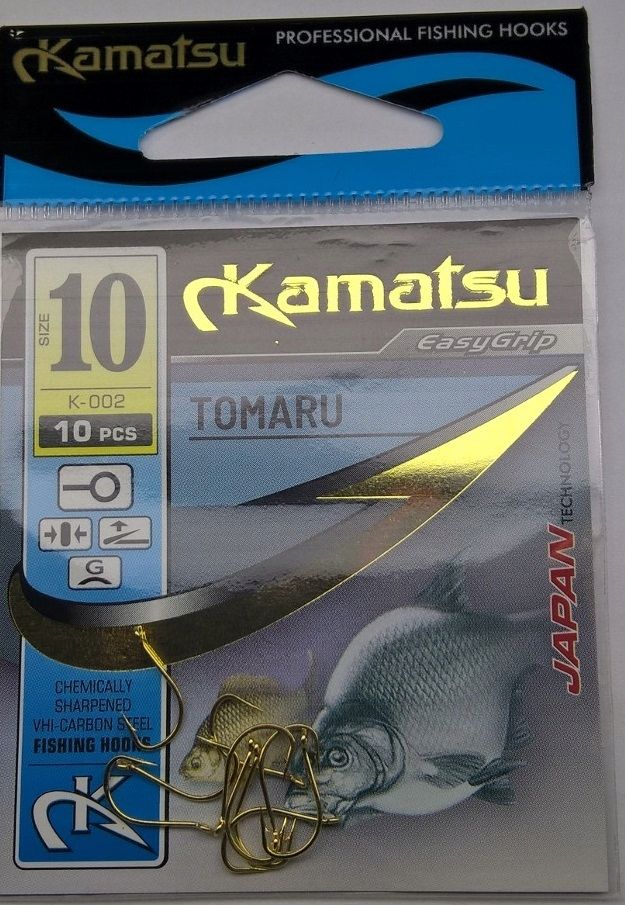 Kamatsu
PROFESSIONAL FISHING HOOKS
SIZE
10
K-002
10 PCS
Kamatsu
EasyGrip
TOMARU
G
JAPAN
TECHNOLOGY
CHEMICALLY
SHARPENED
VHI-CARBON STEEL
FISHING HOOKS
K